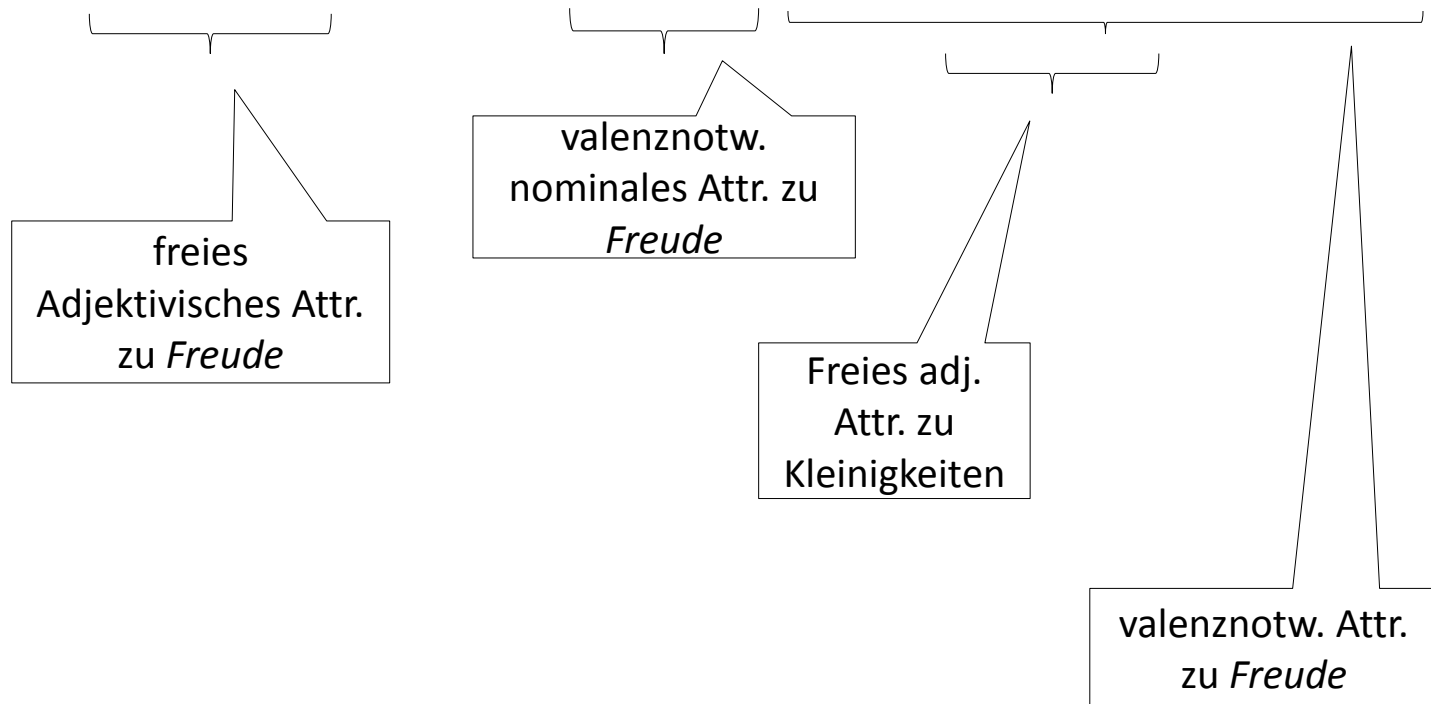 valenznotw.
nominales Attr. zu
Freude
freies
Adjektivisches Attr.
zu Freude
Freies adj.
Attr. zu
Kleinigkeiten
valenznotw. Attr.
zu Freude